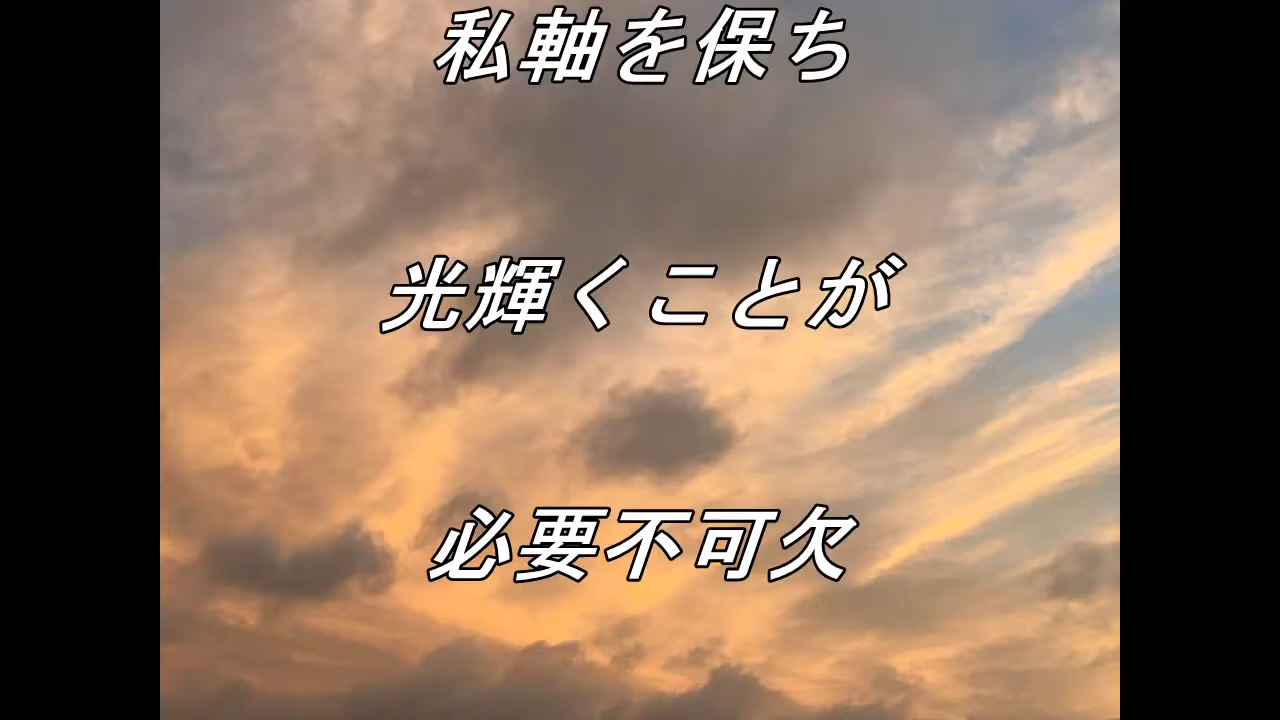 私軸を保ち
光輝くことが
必要不可欠